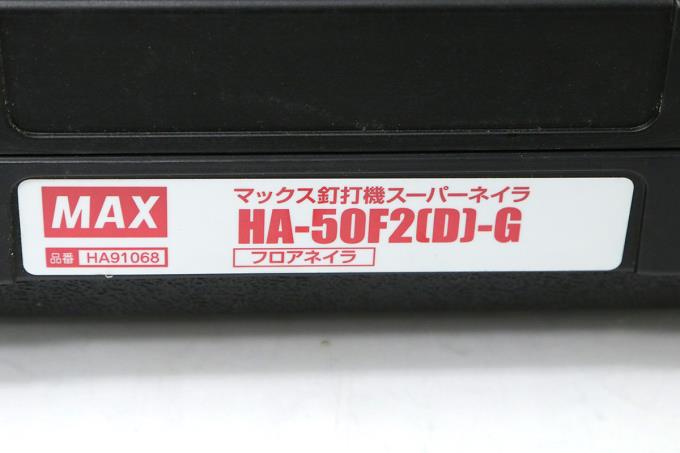 MAX
品番 HA91068
マックス釘打機スーパーネイラ
HA-50F2(D)-G
フロアネイラ